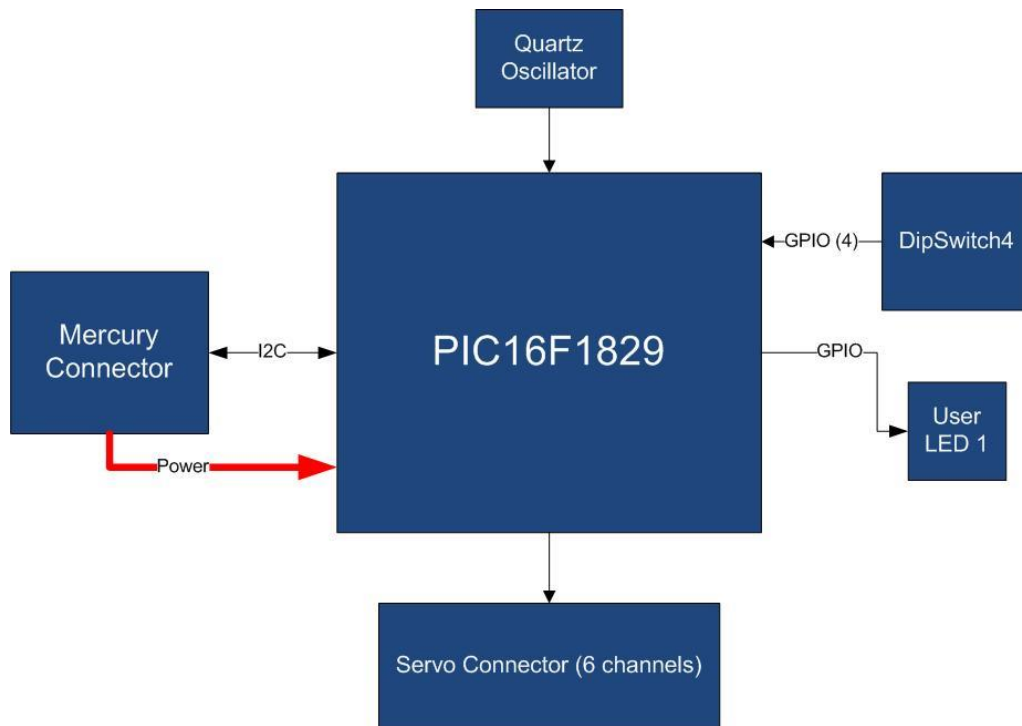 Quartz
Oscillator
GPIO (4)
DipSwitch4
Mercury
Connector
I2C
PIC16F1829
GPIO
User
LED 1
Power
Servo Connector (6 channels)